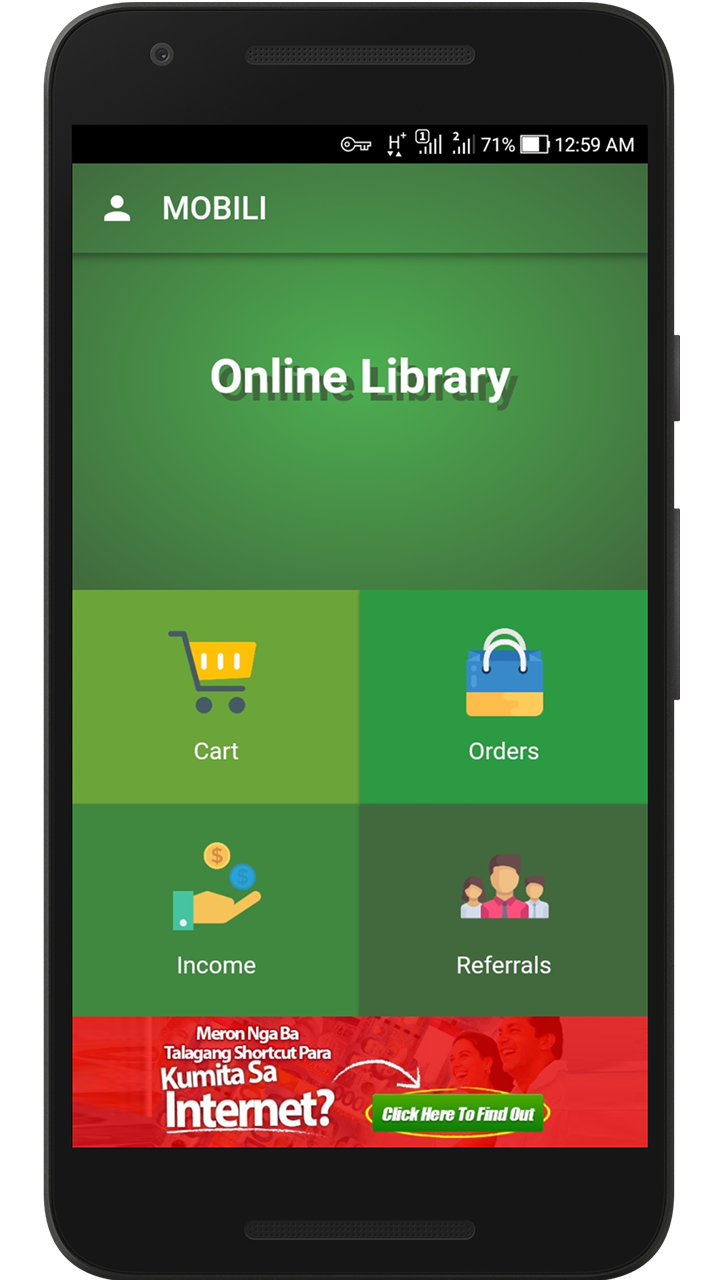 H+ 1 2 71% 12:59 AM
MOBILI
Online Library
Cart
Orders
$
$
Income
Referrals
Meron Nga Ba
Talagang Shortcut Para
Kumita Sa
Internet?
Click Here To Find Out